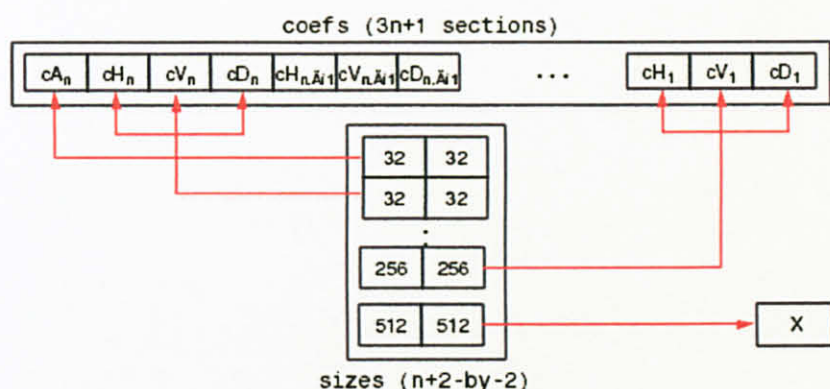 coefs (3n+1 sections)
cAn cHn cVn cDn cHn‚Äì1 cVn‚Äì1 cDn‚Äì1 ... cH1 cV1 cD1
32 32
32 32
:
256 256
512 512 X
sizes (n+2-by-2)